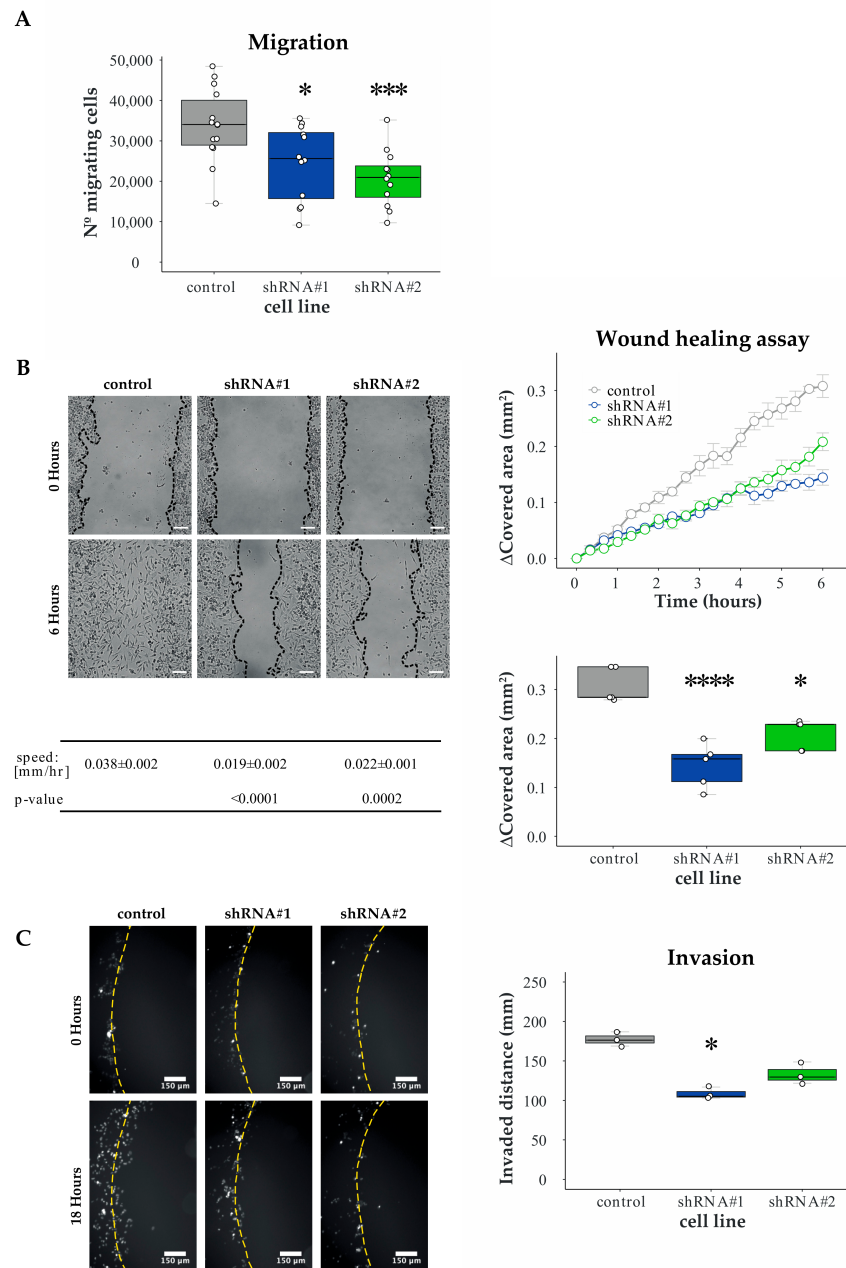 A
Migration
50,000
40,000
30,000
20,000
10,000
0
Nº migrating cells
*
***
control shRNA#1 shRNA#2
cell line
B
control shRNA#1 shRNA#2
0 Hours
6 Hours
speed: [mm/hr] 0.038±0.002 0.019±0.002 0.022±0.001
p-value <0.0001 0.0002
Wound healing assay
control
shRNA#1
shRNA#2
0.3
0.2
0.1
0.0
ΔCovered area (mm²)
0 1 2 3 4 5 6
Time (hours)
0.3
0.2
0.1
0.0
ΔCovered area (mm²)
****
*
control shRNA#1 shRNA#2
cell line
C
control shRNA#1 shRNA#2
0 Hours
150 µm 150 µm 150 µm
18 Hours
150 µm 150 µm 150 µm
Invasion
250
200
150
100
50
0
Invaded distance (mm)
*
control shRNA#1 shRNA#2
cell line